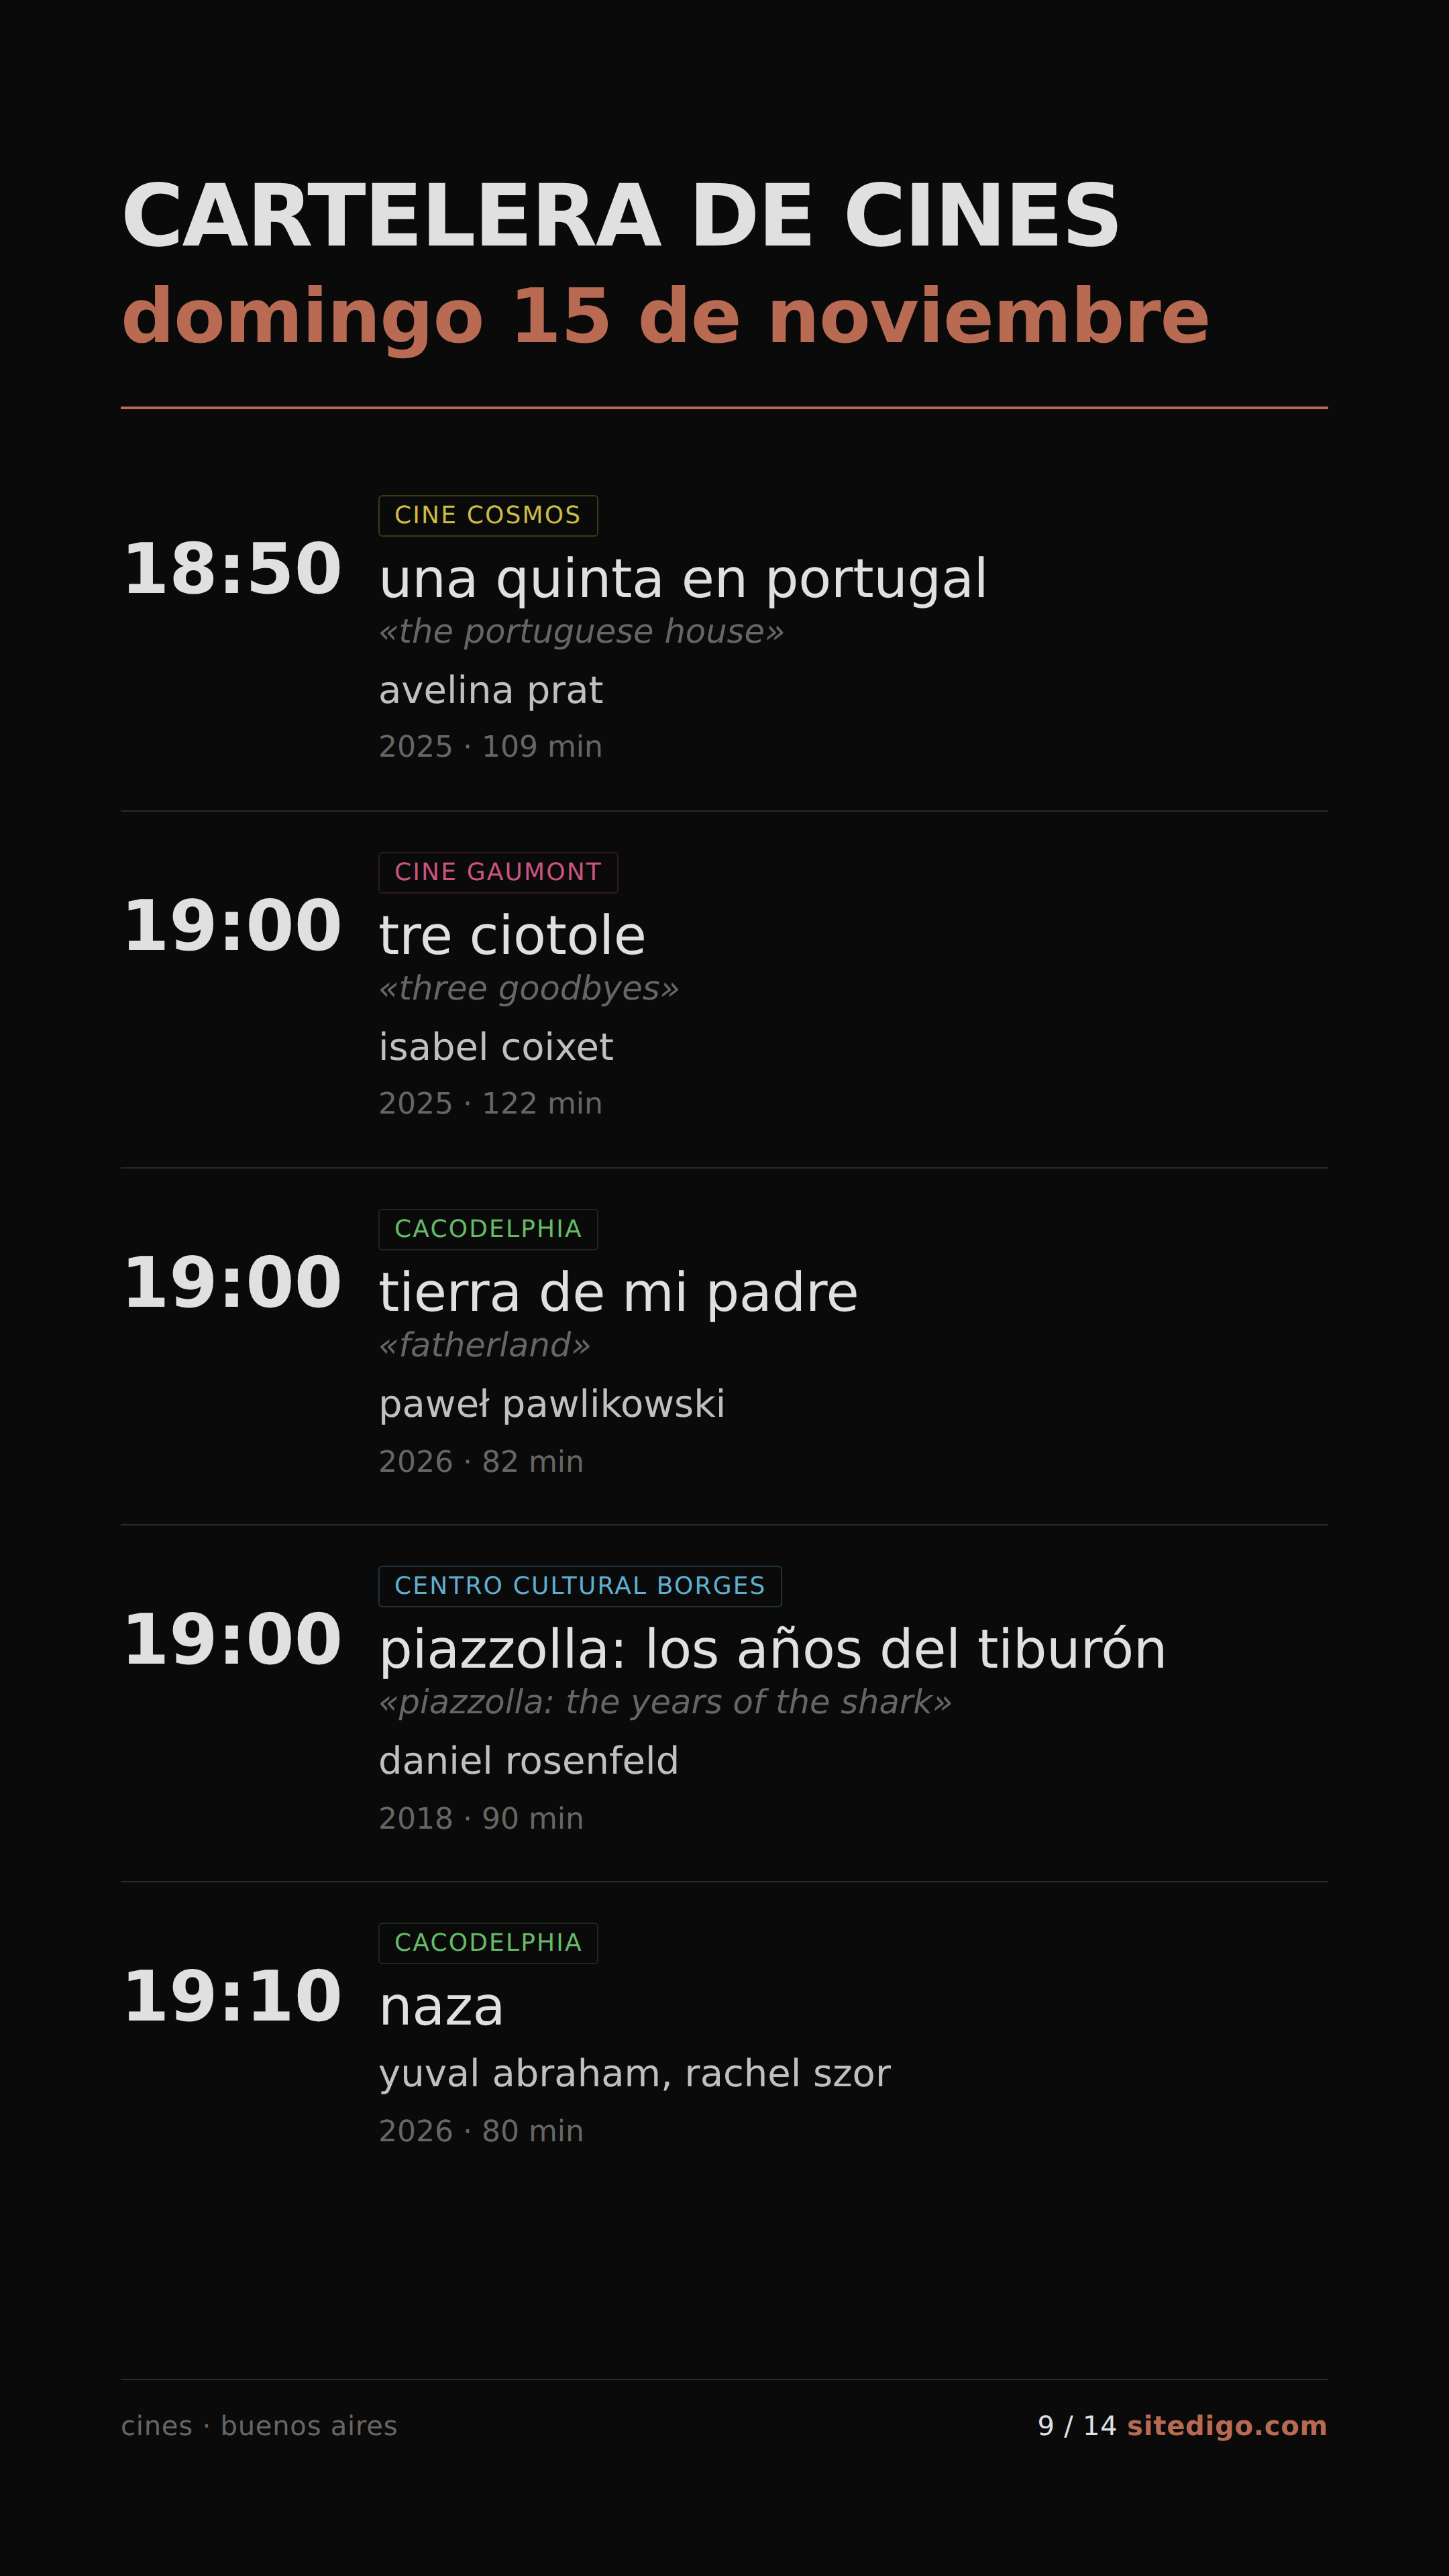 CARTELERA DE CINES
domingo 15 de noviembre
CINE COSMOS
18:50
una quinta en portugal
«the portuguese house»
avelina prat
2025 · 109 min
CINE GAUMONT
19:00
tre ciotole
«three goodbyes»
isabel coixet
2025 · 122 min
CACODELPHIA
19:00
tierra de mi padre
«fatherland»
paweł pawlikowski
2026 · 82 min
CENTRO CULTURAL BORGES
19:00
piazzolla: los años del tiburón
«piazzolla: the years of the shark»
daniel rosenfeld
2018 · 90 min
CACODELPHIA
19:10
naza
yuval abraham, rachel szor
2026 · 80 min
cines · buenos aires
9 / 14 sitedigo.com